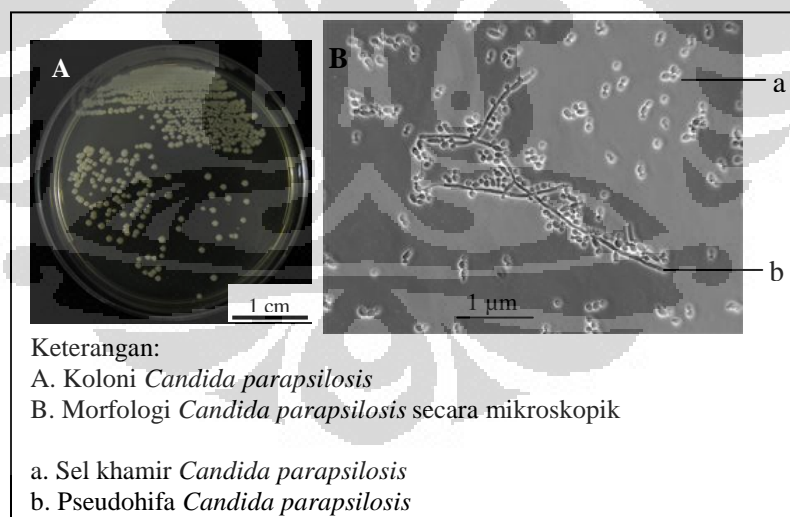 A
B
a
b
1 cm
1 µm
Keterangan:
A. Koloni Candida parapsilosis
B. Morfologi Candida parapsilosis secara mikroskopik
a. Sel khamir Candida parapsilosis
b. Pseudohifa Candida parapsilosis